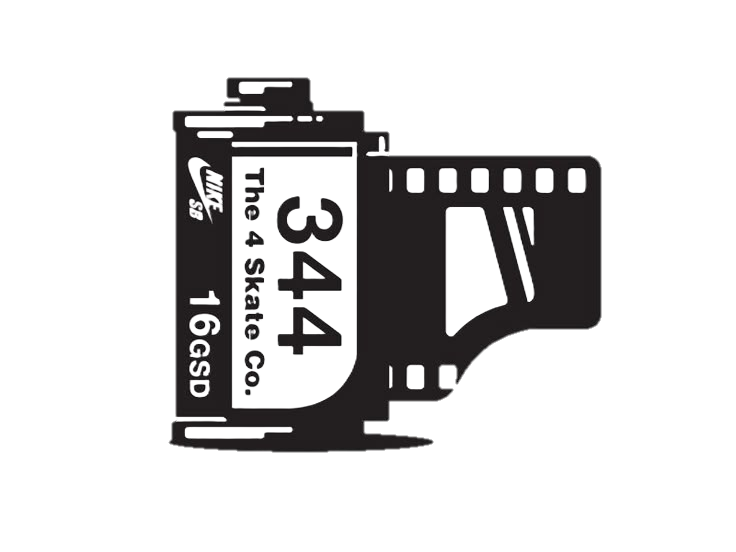 344
The 4 Skate Co.
NIKE
SB
16GSD